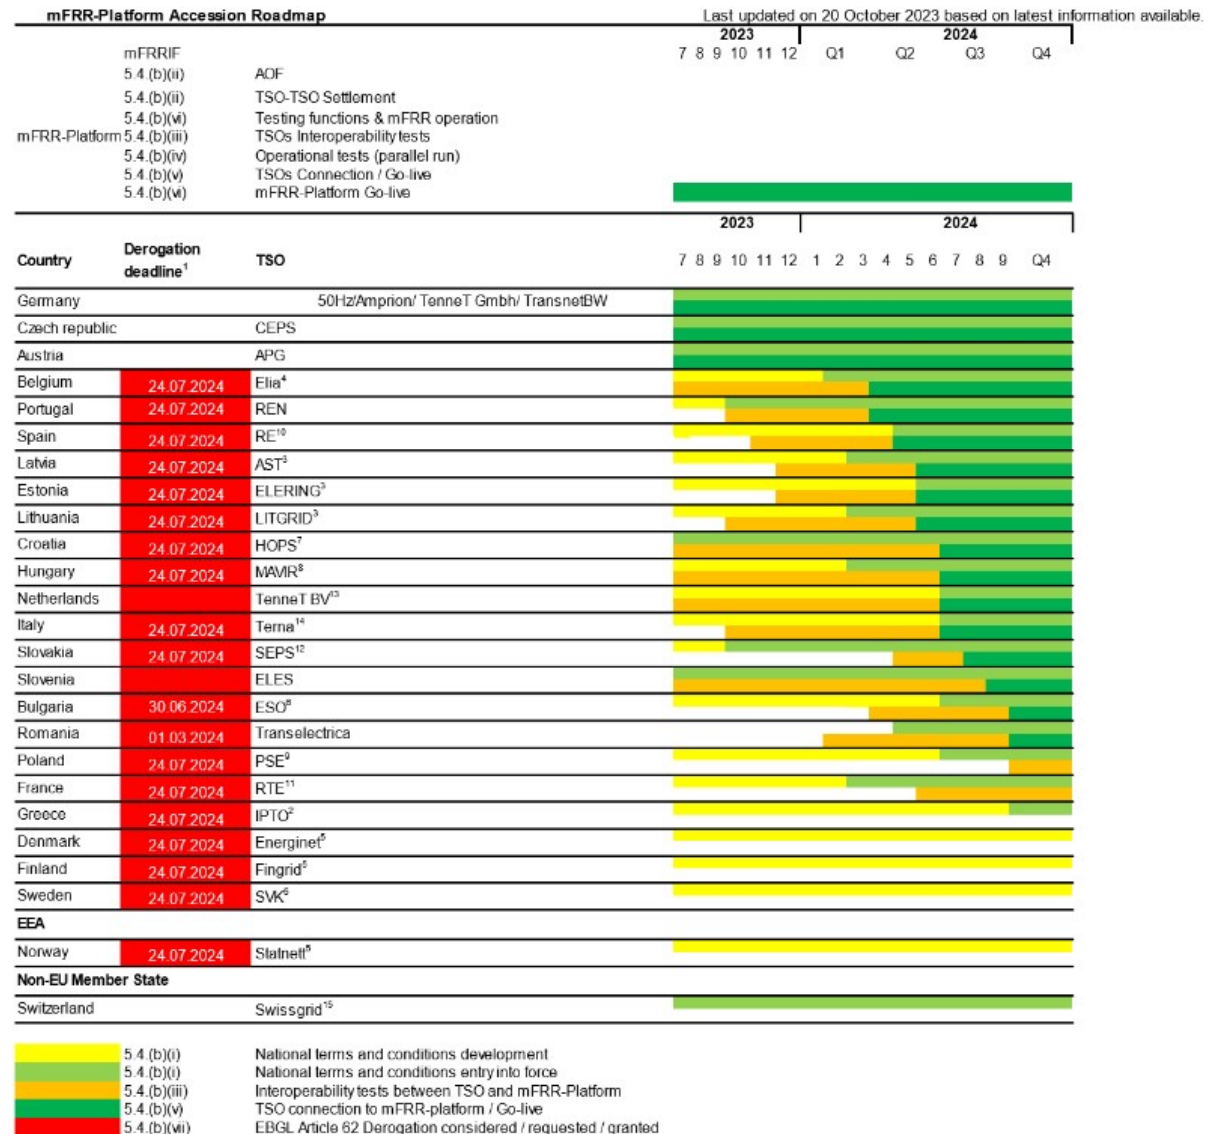 mFRR-Platform Accession Roadmap Last updated on 20 October 2023 based on latest information available.
2023 2024
mFRRIF 7 8 9 10 11 12 Q1 Q2 Q3 Q4
5.4.(b)(ii) AOF
5.4.(b)(ii) TSO-TSO Settlement
5.4.(b)(vi) Testing functions & mFRR operation
mFRR-Platform 5.4.(b)(iii) TSOs Interoperability tests
5.4.(b)(iv) Operational tests (parallel run)
5.4.(b)(v) TSOs Connection / Go-live
5.4.(b)(vi) mFRR-Platform Go-live
2023 2024
Country Derogation deadline¹ TSO 7 8 9 10 11 12 1 2 3 4 5 6 7 8 9 Q4
Germany 50Hz/Amprion/ TenneT Gmbh/ TransnetBW
Czech republic CEPS
Austria APG
Belgium 24.07.2024 Elia⁴
Portugal 24.07.2024 REN
Spain 24.07.2024 RE¹⁰
Latvia 24.07.2024 AST³
Estonia 24.07.2024 ELERING³
Lithuania 24.07.2024 LITGRID³
Croatia 24.07.2024 HOPS⁷
Hungary 24.07.2024 MAVIR⁸
Netherlands TenneT BV¹³
Italy 24.07.2024 Terna¹⁴
Slovakia 24.07.2024 SEPS¹²
Slovenia ELES
Bulgaria 30.06.2024 ESO⁶
Romania 01.03.2024 Transelectrica
Poland 24.07.2024 PSE⁹
France 24.07.2024 RTE¹¹
Greece 24.07.2024 IPTO²
Denmark 24.07.2024 Energinet⁵
Finland 24.07.2024 Fingrid⁵
Sweden 24.07.2024 SVK⁵
EEA
Norway 24.07.2024 Statnett⁵
Non-EU Member State
Switzerland Swissgrid¹⁵
5.4.(b)(i) National terms and conditions development
5.4.(b)(i) National terms and conditions entry into force
5.4.(b)(iii) Interoperability tests between TSO and mFRR-Platform
5.4.(b)(v) TSO connection to mFRR-platform / Go-live
5.4.(b)(vii) EBGL Article 62 Derogation considered / requested / granted